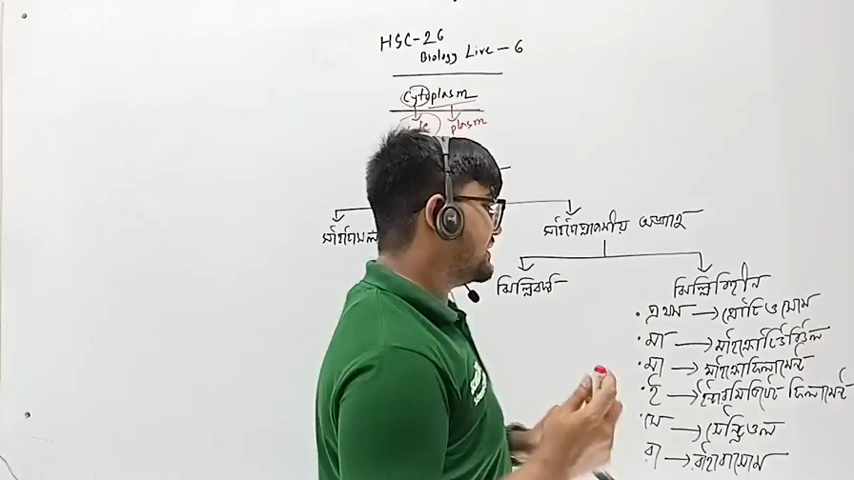 HSC-26
Biology Live-6
Cytoplasm
plasm
সাইটোপ্লাজমীয় অঙ্গাণু
ঝিল্লিবদ্ধ
ঝিল্লিবিহীন
• প্রথম → প্রোটিওসোম
• মা → মাইক্রোটিউবিউল
• মা → মাইক্রোফিলামেন্ট
• ই → ইন্টারমিডিয়েট ফিলামেন্ট
• সে → সেন্ট্রিওল
রা → রাইবোসোম